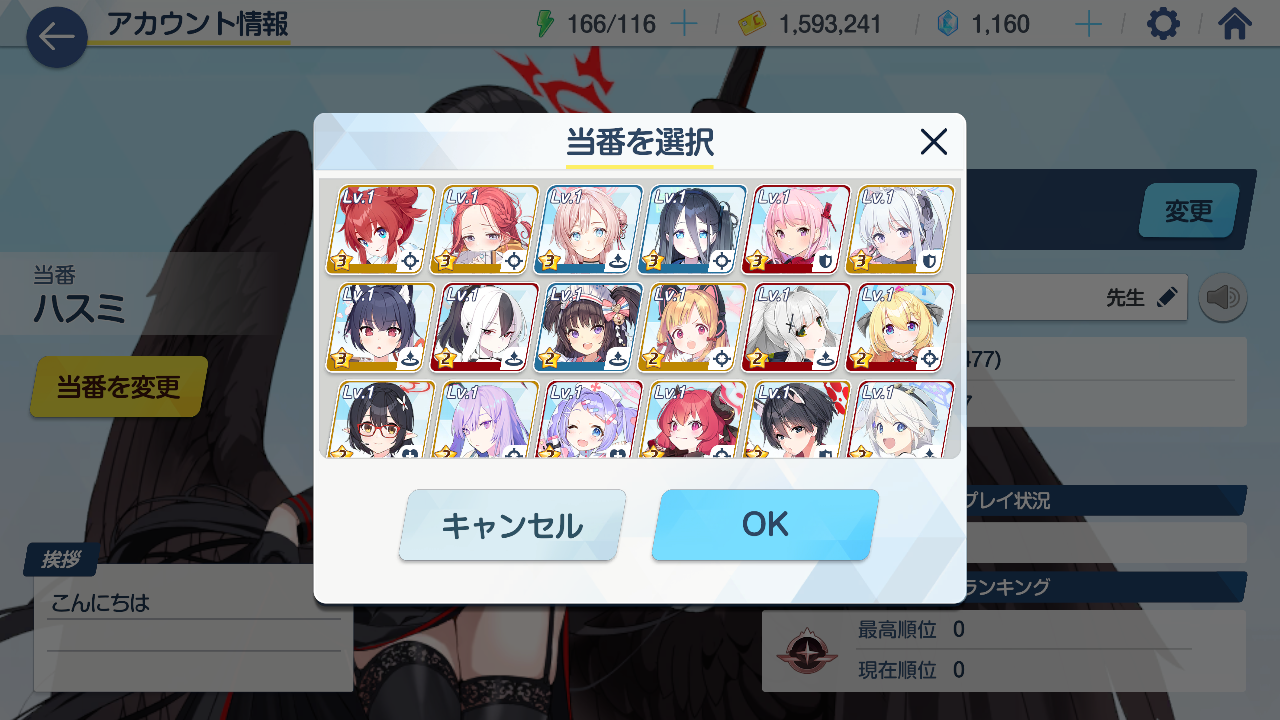 アカウント情報
166/116
1,593,241
1,160
当番を選択
Lv.1 Lv.1 Lv.1 Lv.1 Lv.1 Lv.1
3 3 3 3 3 3
変更
当番
ハスミ
先生
Lv.1 Lv.1 Lv.1 Lv.1 Lv.1 Lv.1
3 2 2 2 2 2
477)
当番を変更
Lv.1 Lv.1 Lv.1 Lv.1 Lv.1 Lv.1
キャンセル
OK
プレイ状況
挨拶
こんにちは
ランキング
最高順位 0
現在順位 0